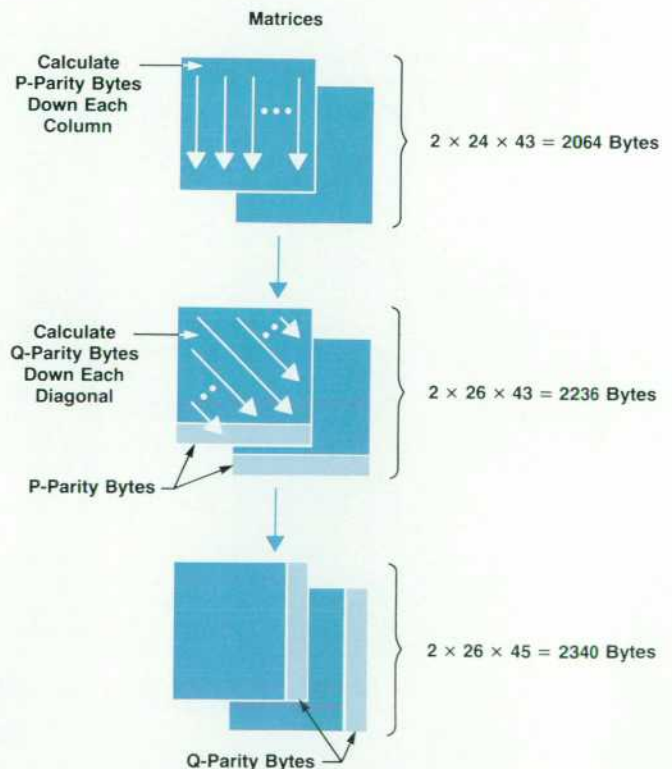 Matrices
Calculate
P-Parity Bytes
Down Each
Column
2 × 24 × 43 = 2064 Bytes
Calculate
Q-Parity Bytes
Down Each
Diagonal
2 × 26 × 43 = 2236 Bytes
P-Parity Bytes
2 × 26 × 45 = 2340 Bytes
Q-Parity Bytes